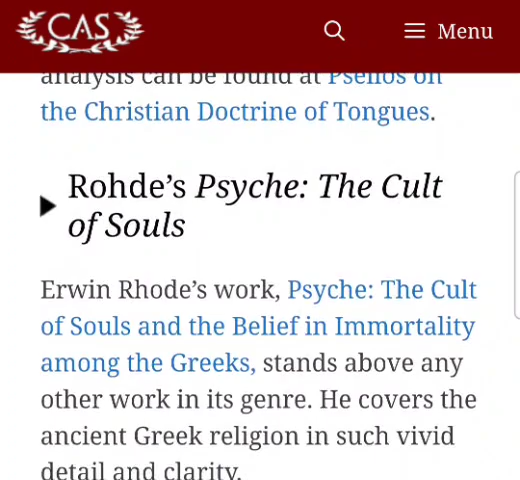 CAS
Menu
analysis can be found at Psellos on
the Christian Doctrine of Tongues.
Rohde’s Psyche: The Cult
of Souls
Erwin Rhode’s work, Psyche: The Cult
of Souls and the Belief in Immortality
among the Greeks, stands above any
other work in its genre. He covers the
ancient Greek religion in such vivid
detail and clarity.